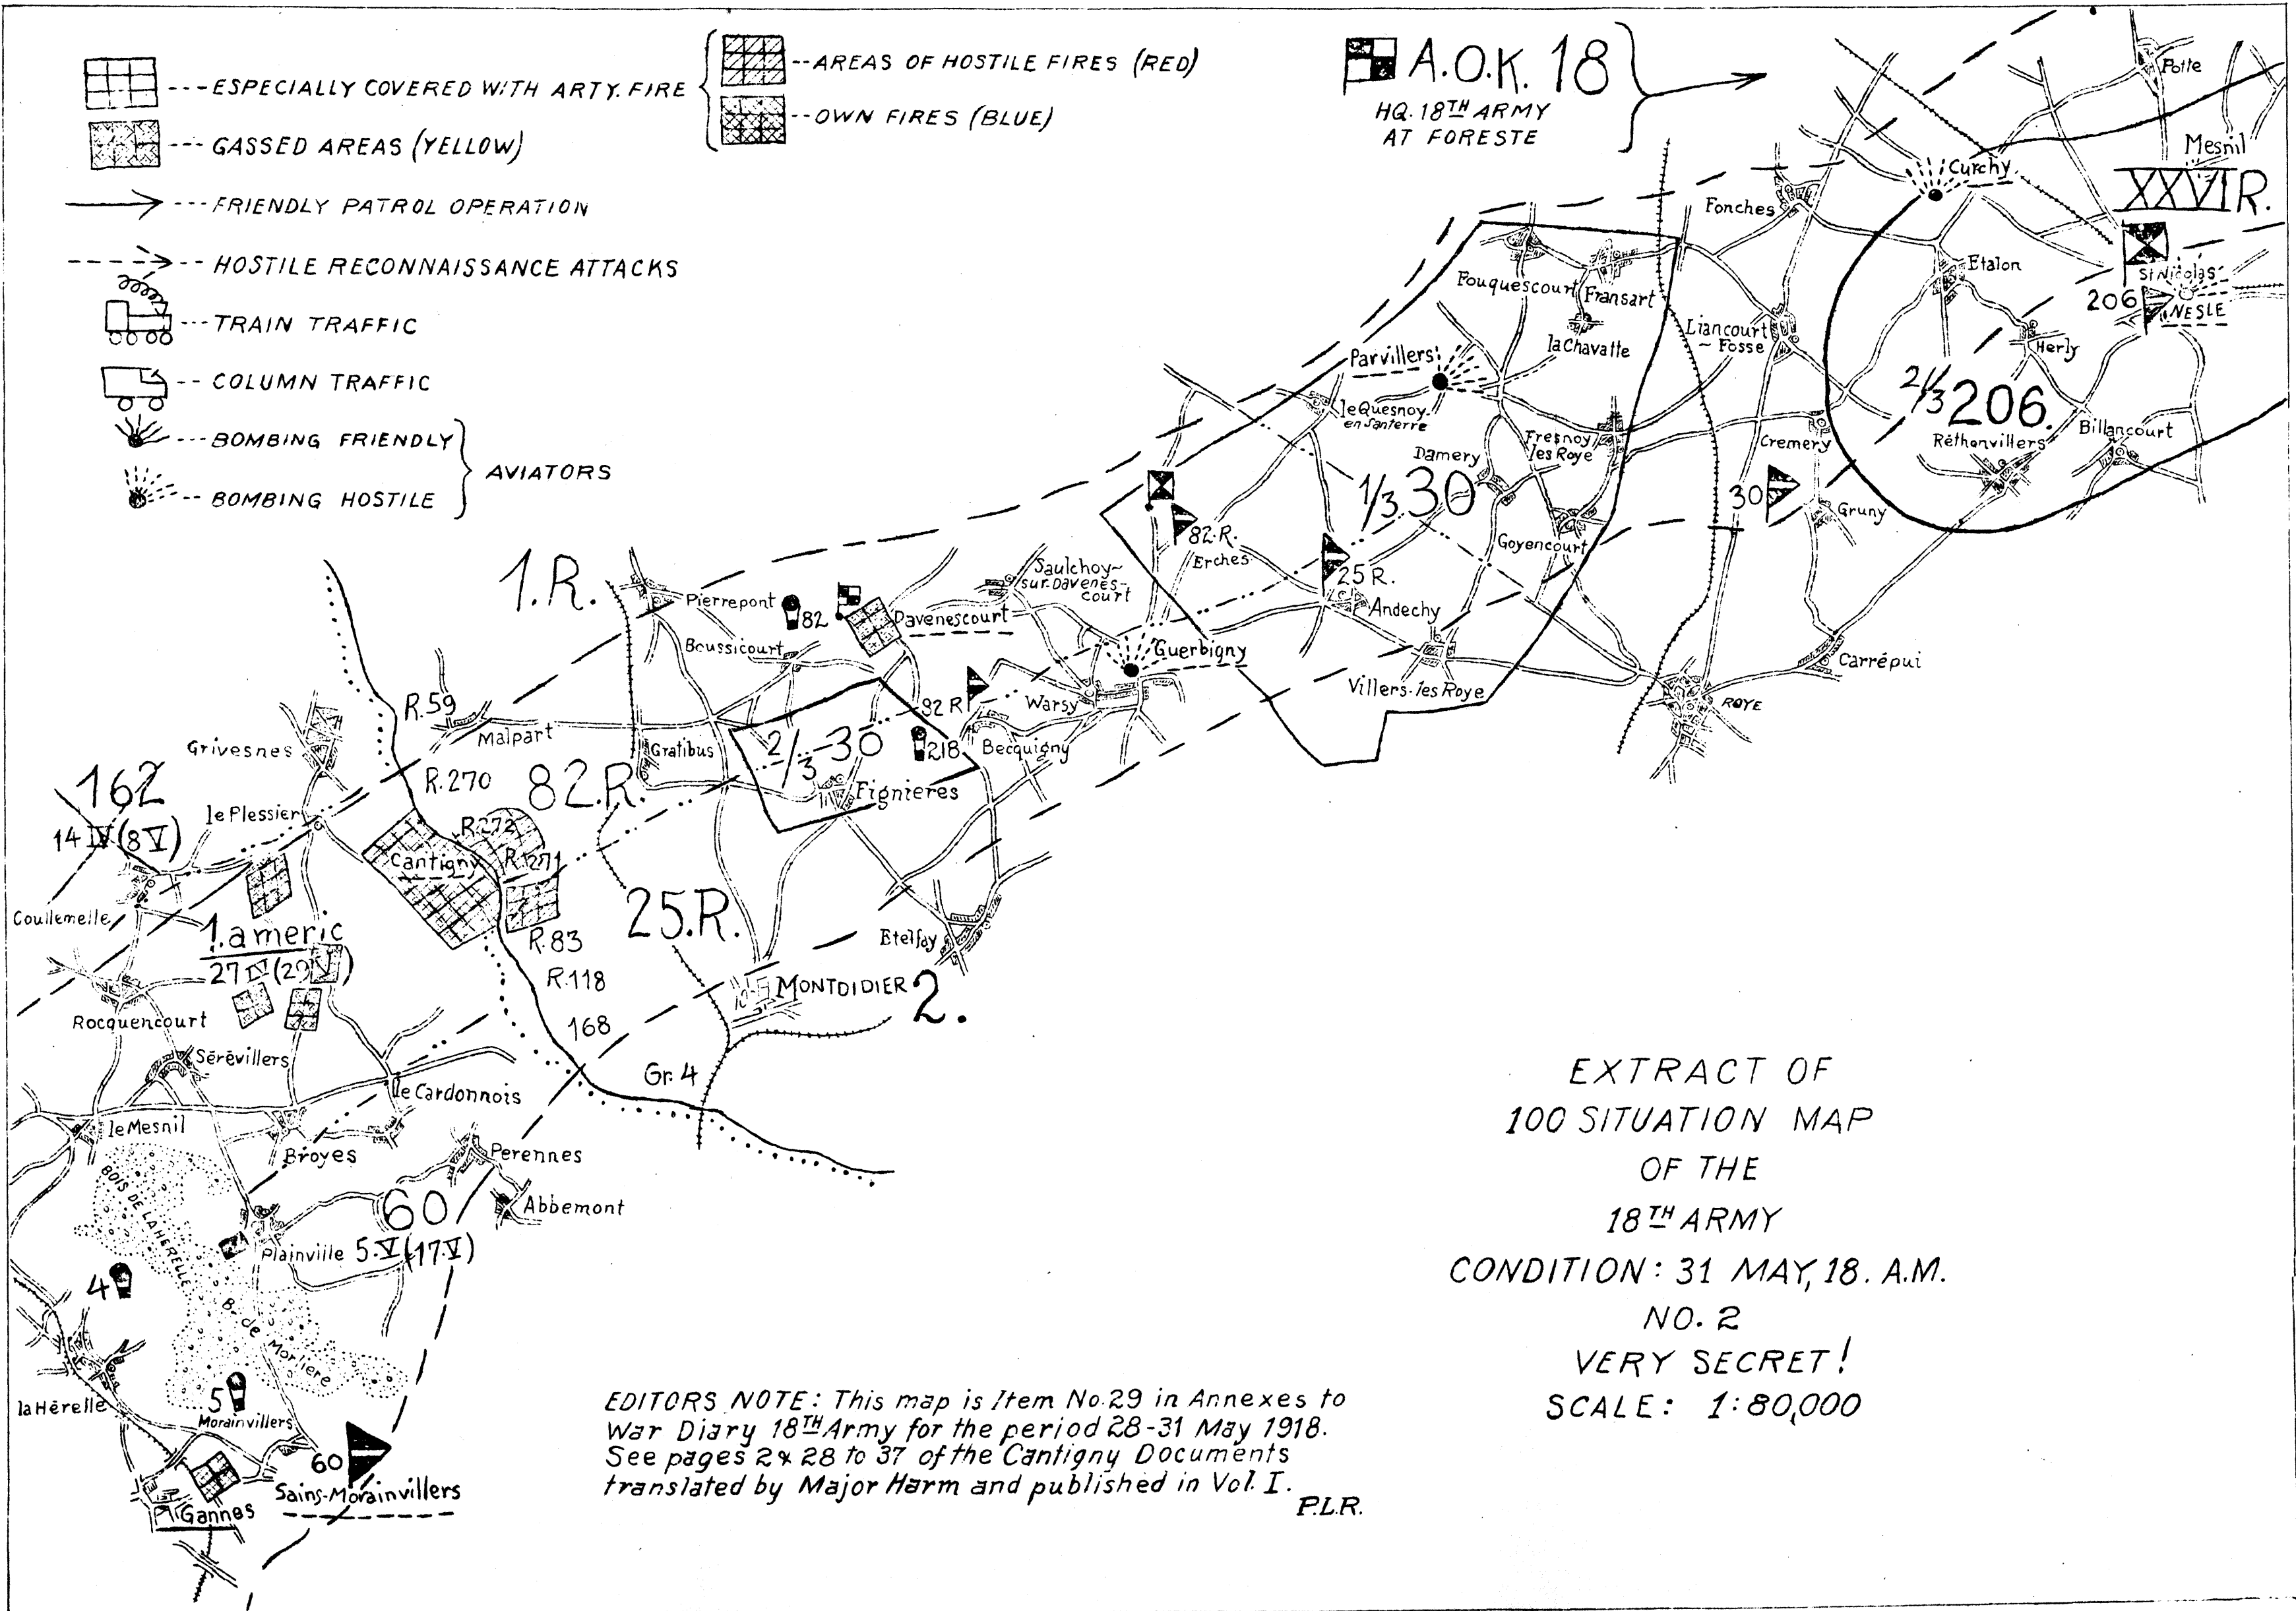 ---ESPECIALLY COVERED WITH ARTY. FIRE
--AREAS OF HOSTILE FIRES (RED)
--OWN FIRES (BLUE)
---GASSED AREAS (YELLOW)
---FRIENDLY PATROL OPERATION
--HOSTILE RECONNAISSANCE ATTACKS
---TRAIN TRAFFIC
--COLUMN TRAFFIC
---BOMBING FRIENDLY
--BOMBING HOSTILE
AVIATORS
A.O.K. 18
HQ. 18TH ARMY
AT FORESTE
Potte
Mesnil
XXVI R.
Curchy
Fonches
Etalon
St Nicolas
206
NESLE
Herly
2/3 206.
Réthonvillers
Billancourt
Fouquescourt
Fransart
la Chavatte
Liancourt
~Fosse
Parvillers
le Quesnoy-
en Santerre
Fresnoy
les Roye
Damery
Cremery
30
Gruny
1/3 30
82.R.
Erches
Goyencourt
25 R.
Andechy
Villers-les Roye
Carrépui
ROYE
1.R.
Pierrepont
82
Davenescourt
Saulchoy~
sur. Davenes-
court
Boussicourt
Guerbigny
Warsy
82 R
Becquigny
218
2/3-30
Fignieres
Gratibus
R.59
Malpart
Grivesnes
R.270
82.R.
162
14 IV (8 V)
le Plessier
R.272
Cantigny
R.271
Coullemelle
1.americ
27 IV (29 V)
25.R.
R.83
R.118
168
Etelfay
MONTDIDIER
2.
Gr. 4
Rocquencourt
Sérévillers
le Cardonnois
le Mesnil
Broyes
Perennes
Abbemont
BOIS DE LA HERELLE
60
Plainville 5.V (17.V)
4
B. de Morliere
la Hérelle
5
Morainvillers
60
Sains-Morainvillers
Gannes
EXTRACT OF
100 SITUATION MAP
OF THE
18TH ARMY
CONDITION: 31 MAY, 18. A.M.
NO. 2
VERY SECRET!
SCALE: 1:80,000
EDITORS NOTE: This map is Item No. 29 in Annexes to
War Diary 18TH Army for the period 28-31 May 1918.
See pages 2 & 28 to 37 of the Cantigny Documents
translated by Major Harm and published in Vol. I.
P.L.R.